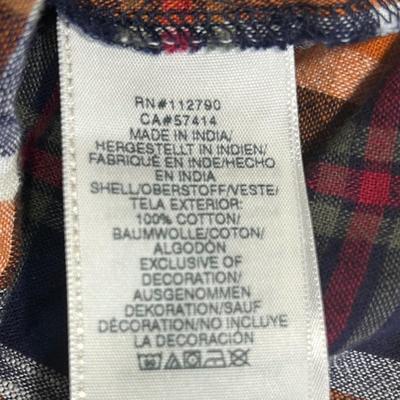 RN#112790
CA#57414
MADE IN INDIA/
HERGESTELLT IN INDIEN/
FABRIQUÉ EN INDE/HECHO
EN INDIA
SHELL/OBERSTOFF/VESTE/
TELA EXTERIOR:
100% COTTON/
BAUMWOLLE/COTON/
ALGODÓN
EXCLUSIVE OF
DECORATION/
AUSGENOMMEN
DEKORATION/SAUF
DÉCORATION/NO INCLUYE
LA DECORACIÓN